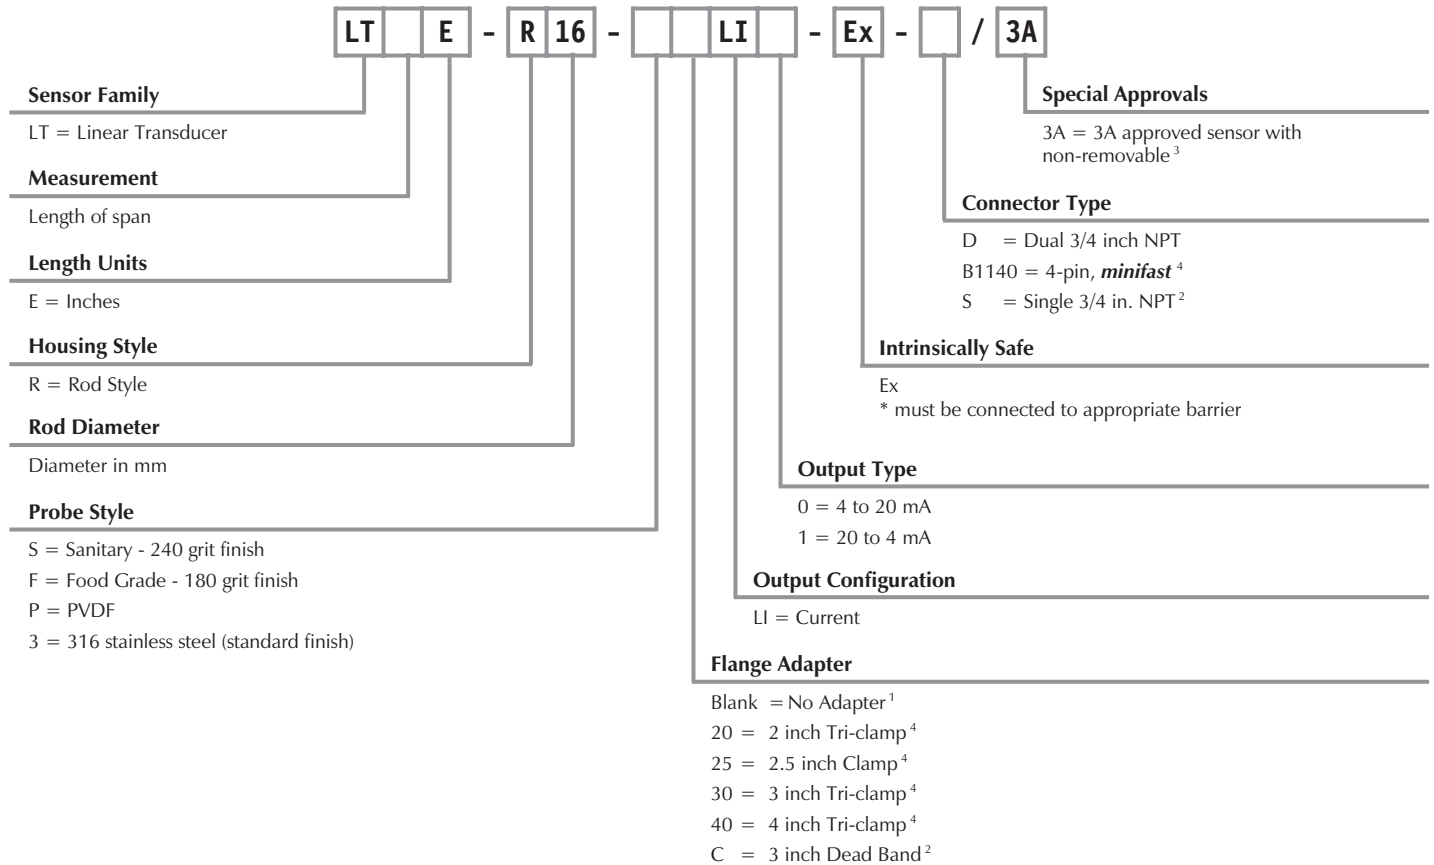 LT E - R 16 - LI - Ex - / 3A
Sensor Family
LT = Linear Transducer
Measurement
Length of span
Length Units
E = Inches
Housing Style
R = Rod Style
Rod Diameter
Diameter in mm
Probe Style
S = Sanitary - 240 grit finish
F = Food Grade - 180 grit finish
P = PVDF
3 = 316 stainless steel (standard finish)
Special Approvals
3A = 3A approved sensor with
non-removable 3
Connector Type
D = Dual 3/4 inch NPT
B1140 = 4-pin, minifast 4
S = Single 3/4 in. NPT 2
Intrinsically Safe
Ex
* must be connected to appropriate barrier
Output Type
0 = 4 to 20 mA
1 = 20 to 4 mA
Output Configuration
LI = Current
Flange Adapter
Blank = No Adapter 1
20 = 2 inch Tri-clamp 4
25 = 2.5 inch Clamp 4
30 = 3 inch Tri-clamp 4
40 = 4 inch Tri-clamp 4
C = 3 inch Dead Band 2